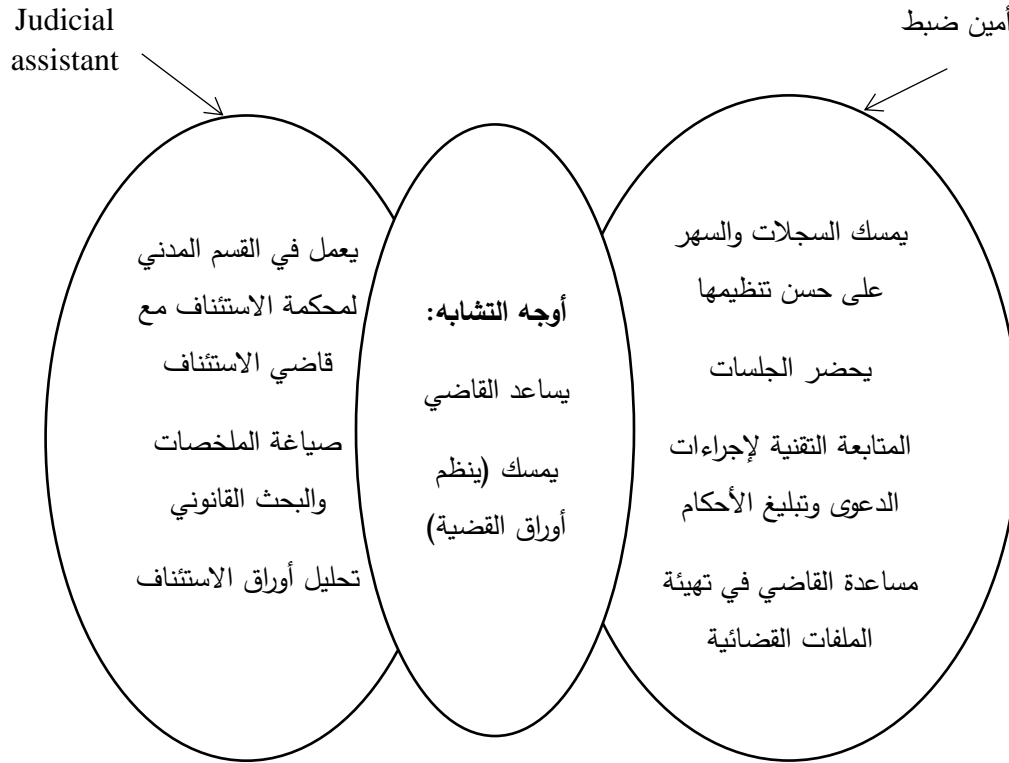 Judicial
assistant
أمين ضبط
يعمل في القسم المدني
لمحكمة الاستئناف مع
قاضي الاستئناف
صياغة الملخصات
والبحث القانوني
تحليل أوراق الاستئناف
أوجه التشابه:
يساعد القاضي
يمسك (ينظم
أوراق القضية)
يمسك السجلات والسهر
على حسن تنظيمها
يحضر الجلسات
المتابعة التقنية لإجراءات
الدعوى وتبليغ الأحكام
مساعدة القاضي في تهيئة
الملفات القضائية